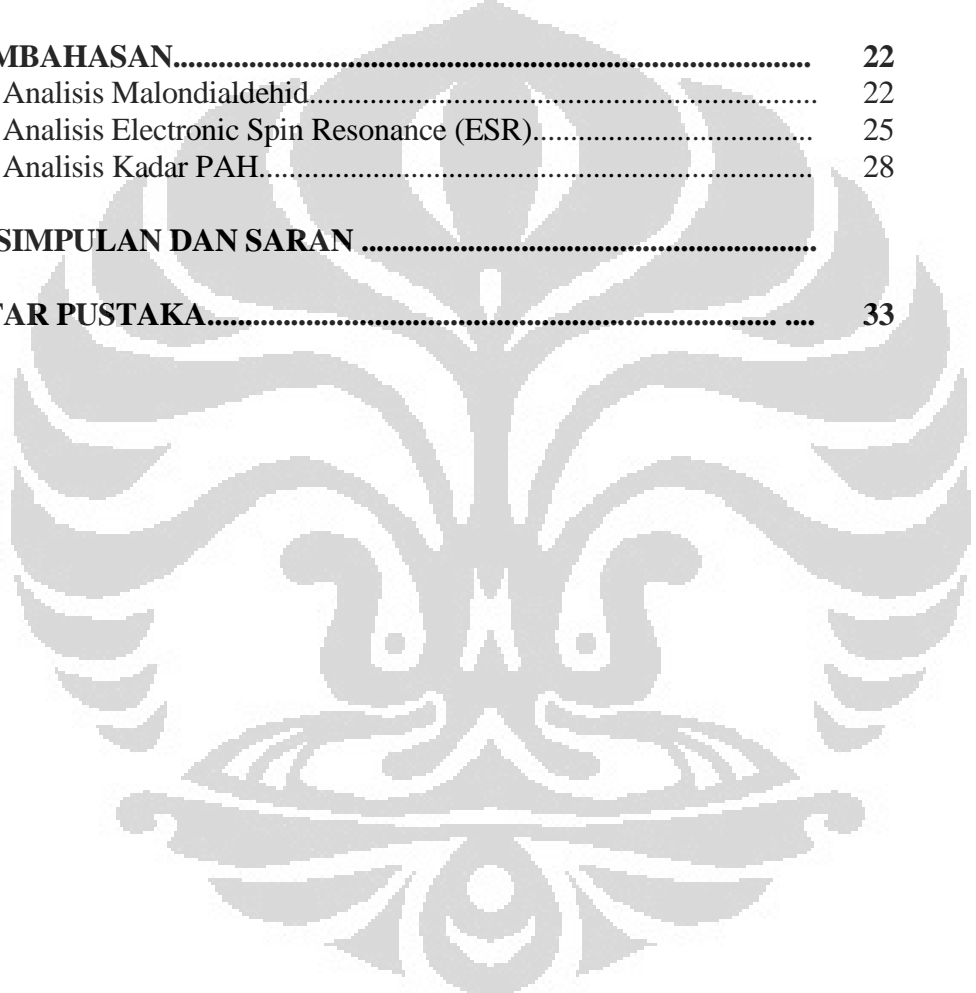 MBAHASAN.................................................................................... 22
Analisis Malondialdehid....................................................................... 22
Analisis Electronic Spin Resonance (ESR)....................................... 25
Analisis Kadar PAH............................................................................. 28
SIMPULAN DAN SARAN .............................................................
TAR PUSTAKA............................................................................ .... 33